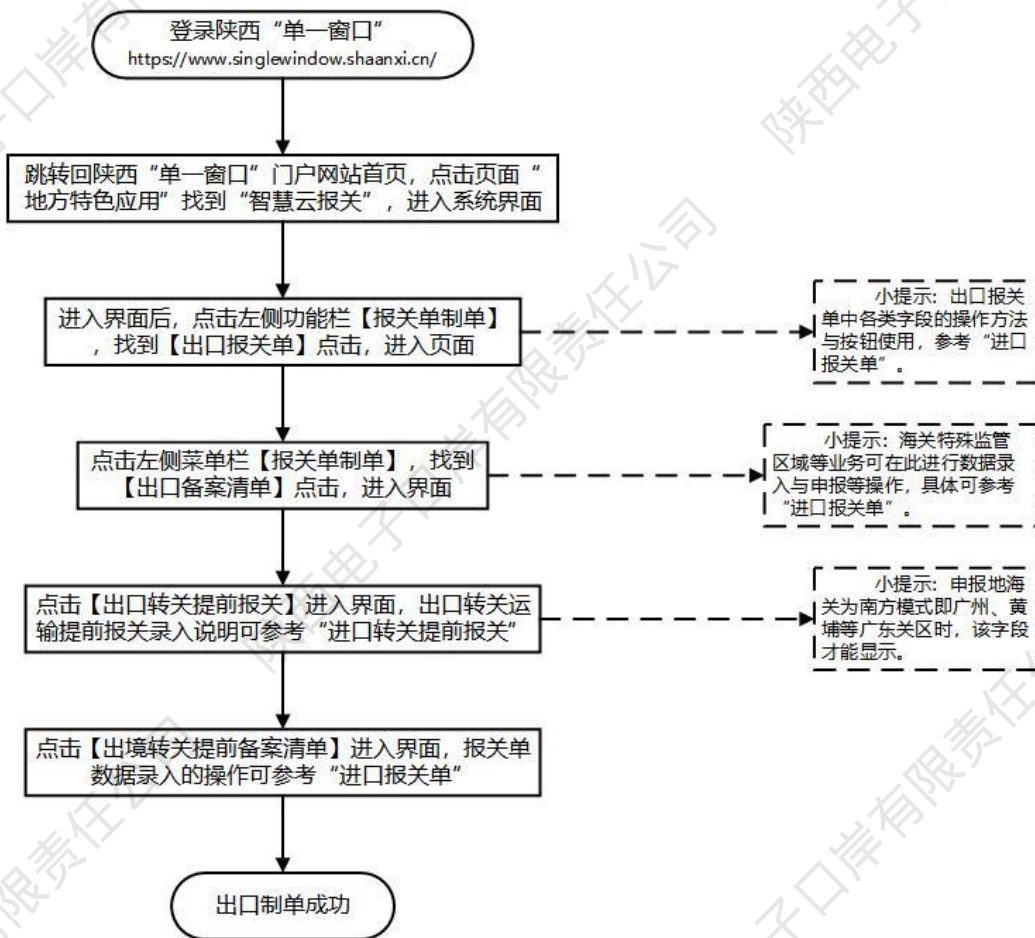 登录陕西“单一窗口”
https://www.singlewindow.shaanxi.cn/
跳转回陕西“单一窗口”门户网站首页，点击页面“
地方特色应用”找到“智慧云报关”，进入系统界面
进入界面后，点击左侧功能栏【报关单制单】
，找到【出口报关单】点击，进入页面
小提示：出口报关
单中各类字段的操作方法
与按钮使用，参考“进口
报关单”。
点击左侧菜单栏【报关单制单】，找到
【出口备案清单】点击，进入界面
小提示：海关特殊监管
区域等业务可在此进行数据录
入与申报等操作，具体可参考
“进口报关单”。
点击【出口转关提前报关】进入界面，出口转关运
输提前报关录入说明可参考“进口转关提前报关”
小提示：申报地海
关为南方模式即广州、黄
埔等广东关区时，该字段
才能显示。
点击【出境转关提前备案清单】进入界面，报关单
数据录入的操作可参考“进口报关单”
出口制单成功
陕西电子口岸有限责任公司